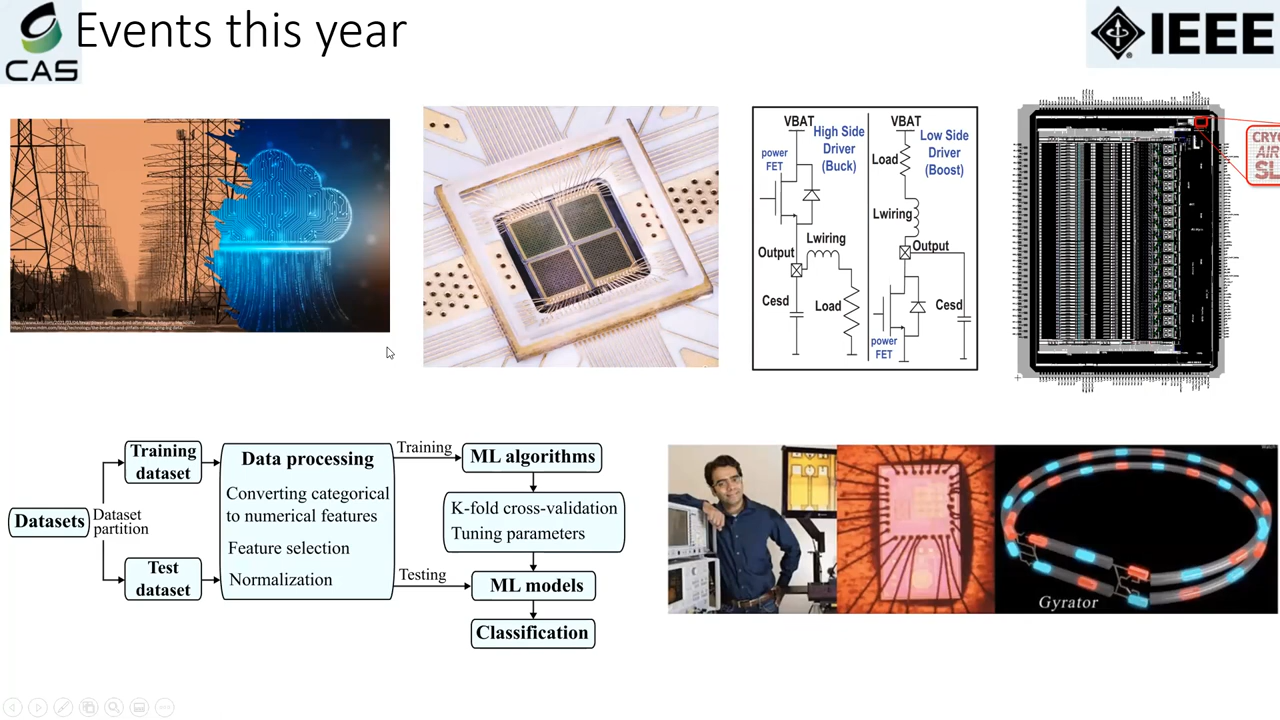 Events this year
CAS
IEEE
VBAT
High Side
Driver
(Buck)
power
FET
Output
Lwiring
Cesd
Load
VBAT
Low Side
Driver
(Boost)
Load
Lwiring
Output
Cesd
power
FET
CRYO
AIR
SL
Datasets
Dataset
partition
Training
dataset
Test
dataset
Data processing
Converting categorical
to numerical features
Feature selection
Normalization
Training
Testing
ML algorithms
K-fold cross-validation
Tuning parameters
ML models
Classification
Gyrator